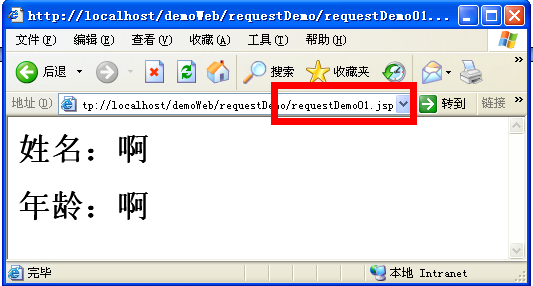 http://localhost/demoWeb/requestDemo/requestDemo01...
文件(F) 编辑(E) 查看(V) 收藏(A) 工具(T) 帮助(H)
后退 搜索 收藏夹 »
地址(D) tp://localhost/demoWeb/requestDemo/requestDemo01.jsp 转到 链接 »
姓名：啊
年龄：啊
完毕 本地 Intranet